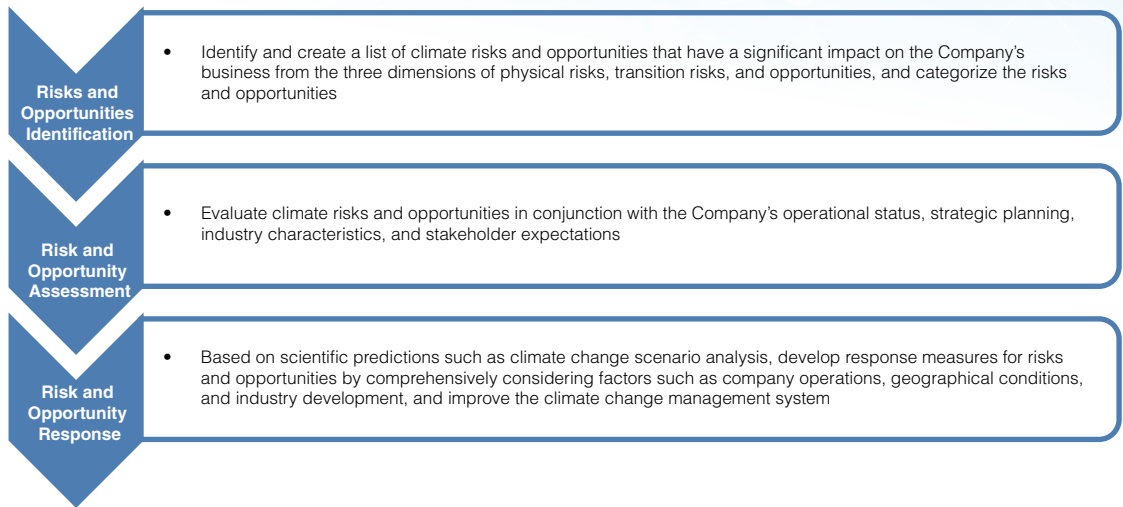 Risks and
Opportunities
Identification
• Identify and create a list of climate risks and opportunities that have a significant impact on the Company's
business from the three dimensions of physical risks, transition risks, and opportunities, and categorize the risks
and opportunities
Risk and
Opportunity
Assessment
• Evaluate climate risks and opportunities in conjunction with the Company's operational status, strategic planning,
industry characteristics, and stakeholder expectations
Risk and
Opportunity
Response
• Based on scientific predictions such as climate change scenario analysis, develop response measures for risks
and opportunities by comprehensively considering factors such as company operations, geographical conditions,
and industry development, and improve the climate change management system